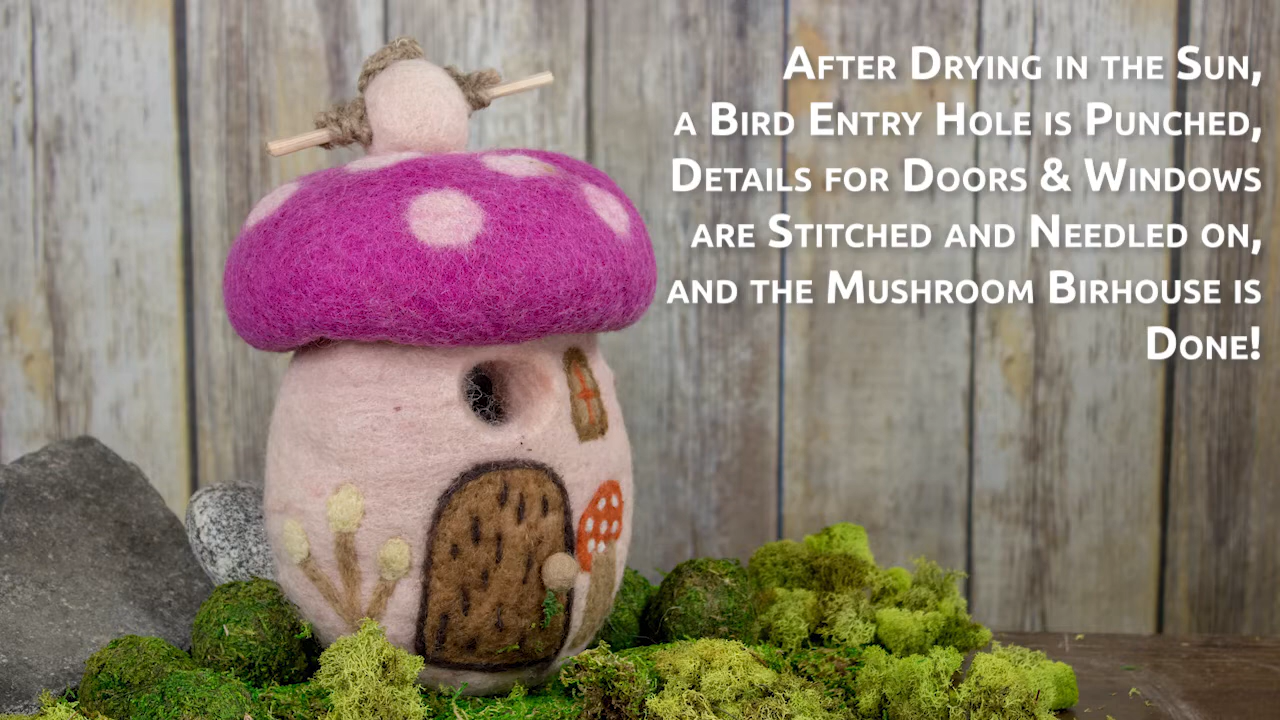 After Drying in the Sun,
a Bird Entry Hole is Punched,
Details for Doors & Windows
are Stitched and Needled on,
and the Mushroom Birhouse is
Done!